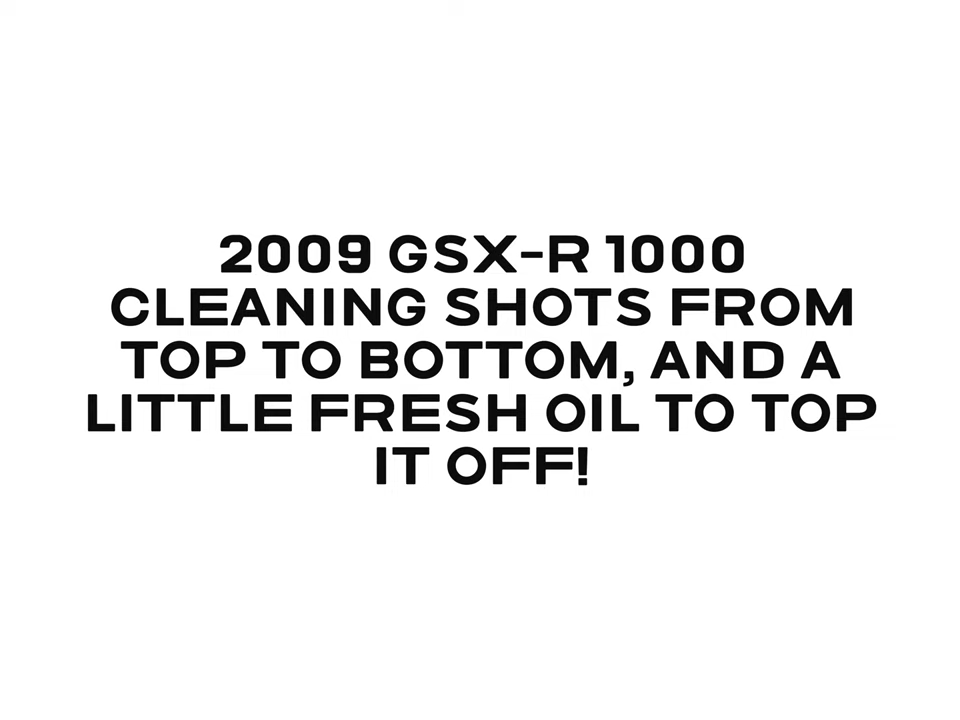 2009 GSX-R 1000
CLEANING SHOTS FROM
TOP TO BOTTOM, AND A
LITTLE FRESH OIL TO TOP
IT OFF!